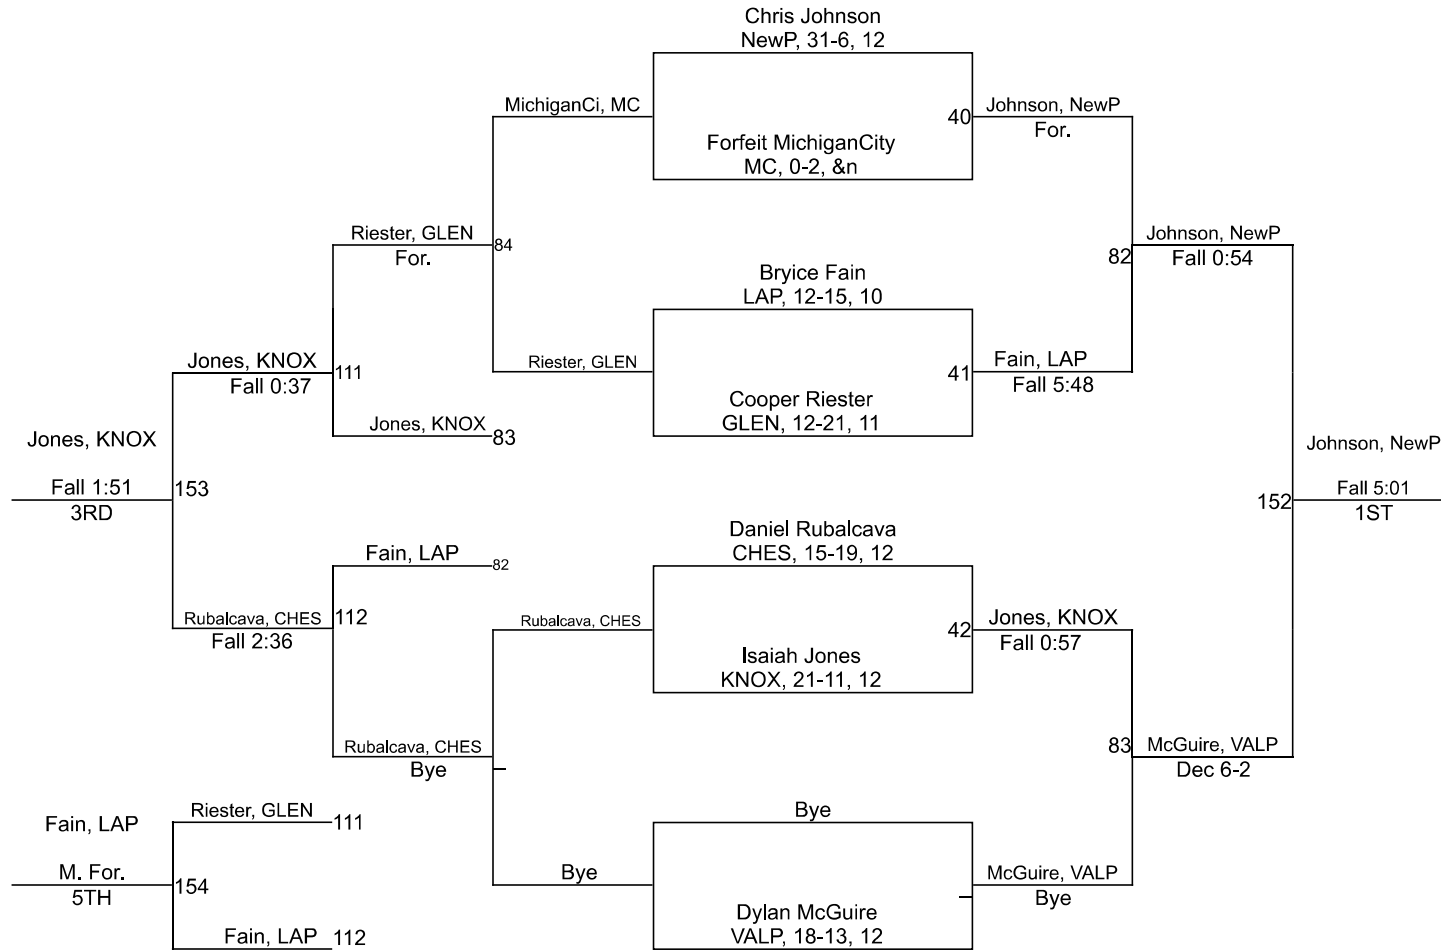 Chris Johnson
NewP, 31-6, 12
MichiganCi, MC
40
Johnson, NewP
For.
Forfeit MichiganCity
MC, 0-2, &n
Riester, GLEN
For.
84
82
Johnson, NewP
Fall 0:54
Bryice Fain
LAP, 12-15, 10
Jones, KNOX
Fall 0:37
111
Riester, GLEN
41
Fain, LAP
Fall 5:48
Cooper Riester
GLEN, 12-21, 11
Jones, KNOX
83
Jones, KNOX
Fall 1:51
3RD
153
Johnson, NewP
152
Fall 5:01
1ST
Daniel Rubalcava
CHES, 15-19, 12
Fain, LAP
82
Rubalcava, CHES
Fall 2:36
112
Rubalcava, CHES
42
Jones, KNOX
Fall 0:57
Isaiah Jones
KNOX, 21-11, 12
Rubalcava, CHES
Bye
83
McGuire, VALP
Dec 6-2
Fain, LAP
M. For.
5TH
154
Riester, GLEN
111
Bye
Bye
McGuire, VALP
Bye
Dylan McGuire
VALP, 18-13, 12
Fain, LAP
112